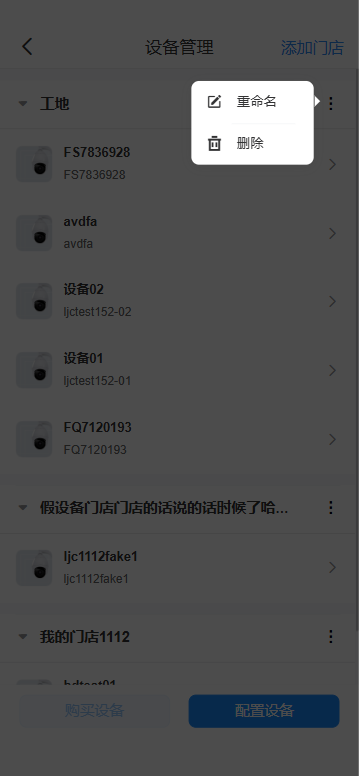 设备管理
添加门店
工地
重命名
删除
FS7836928
FS7836928
avdfa
avdfa
设备02
ljctest152-02
设备01
ljctest152-01
FQ7120193
FQ7120193
假设备门店门店的话说的话时候了哈...
ljc1112fake1
ljc1112fake1
我的门店1112
bdtest01
购买设备
配置设备